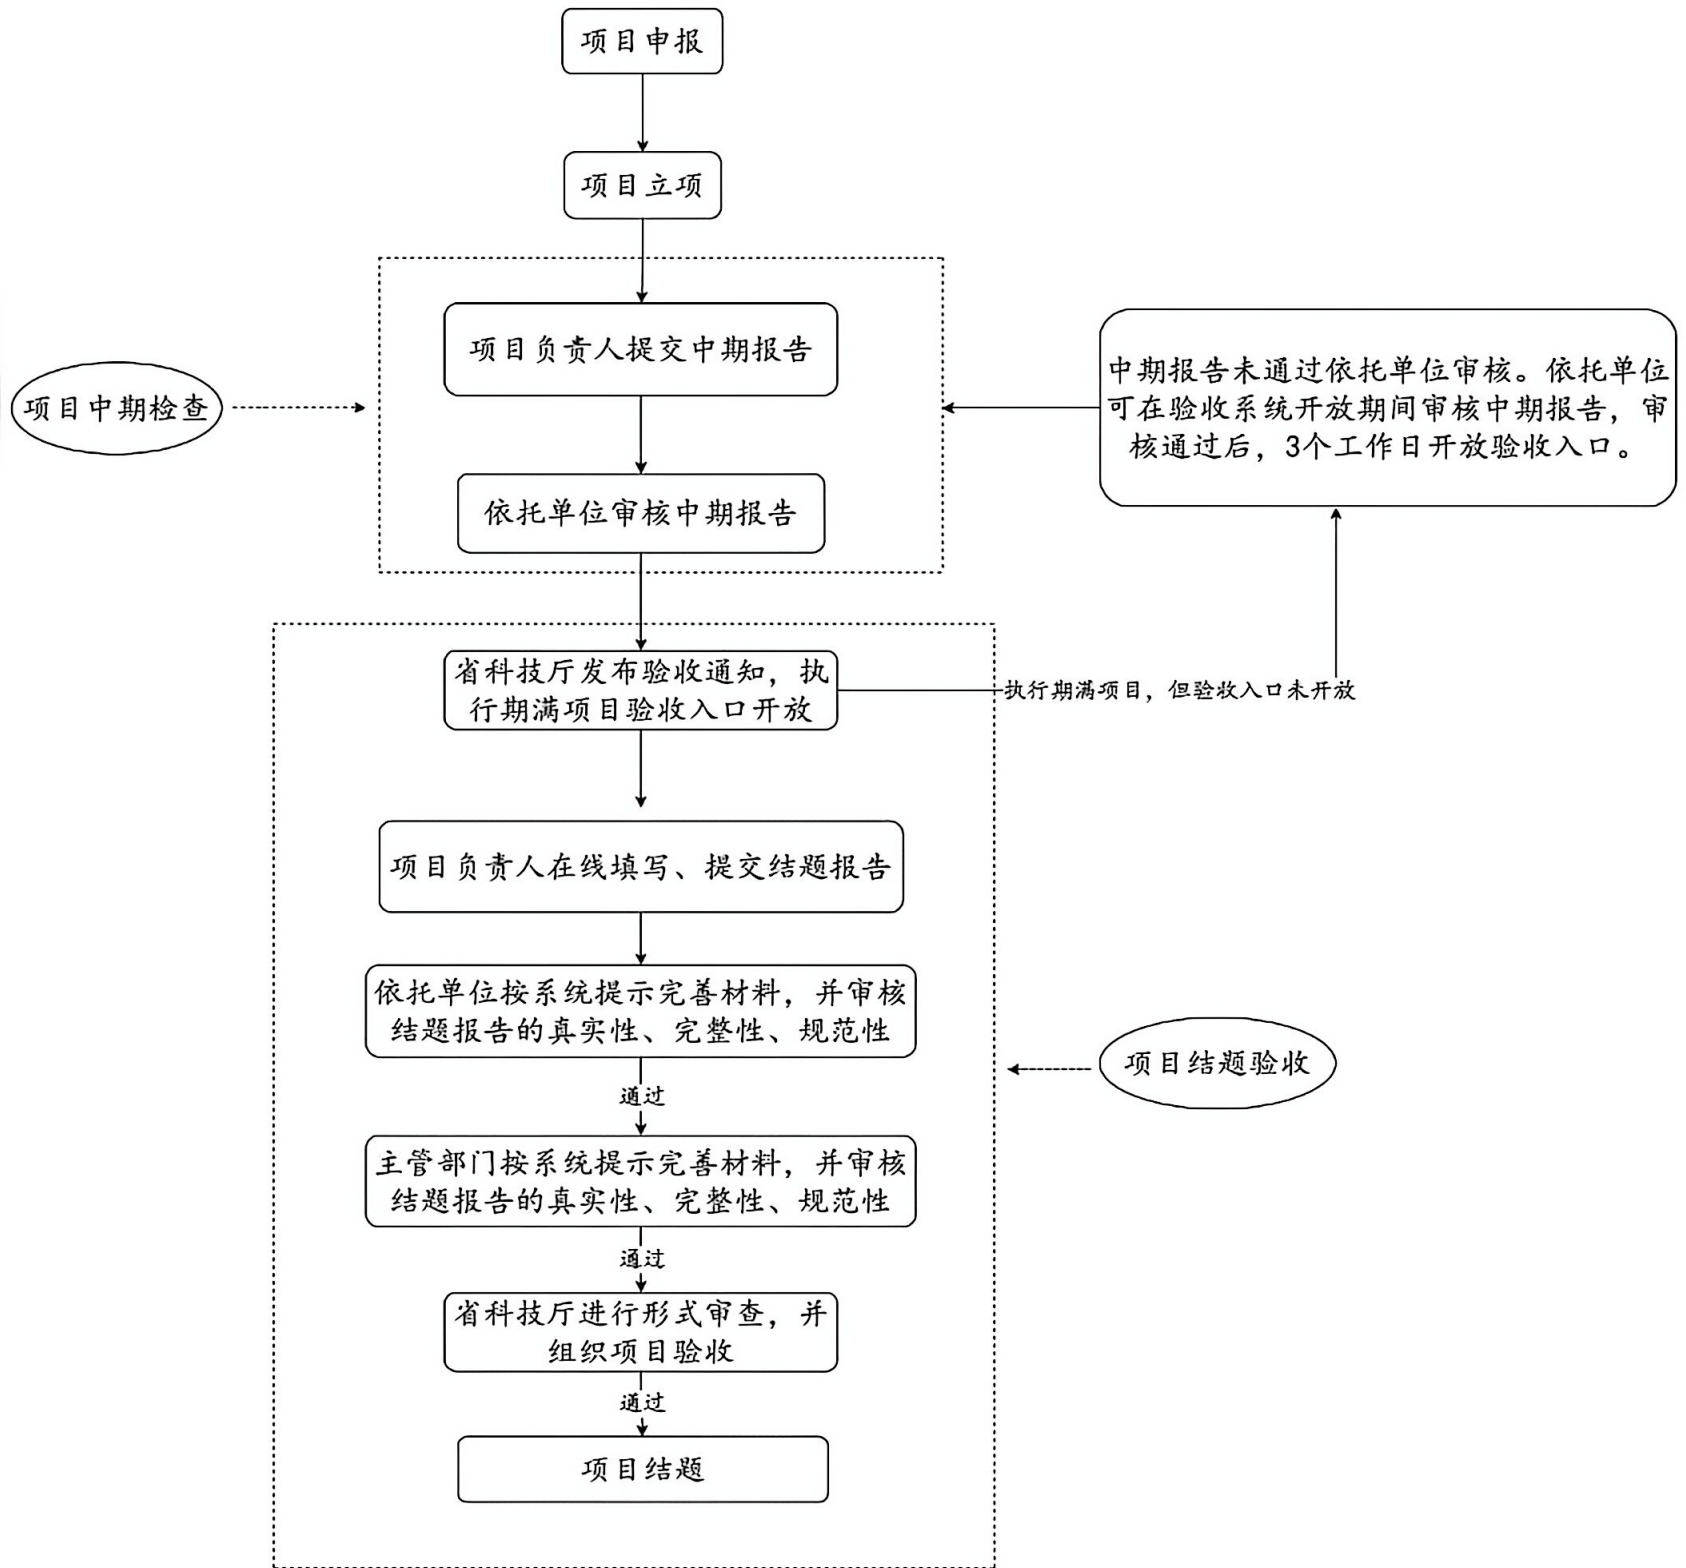 项目申报
项目立项
项目负责人提交中期报告
项目中期检查
依托单位审核中期报告
中期报告未通过依托单位审核。依托单位
可在验收系统开放期间审核中期报告，审
核通过后，3个工作日开放验收入口。
省科技厅发布验收通知，执
行期满项目验收入口开放
执行期满项目，但验收入口未开放
项目负责人在线填写、提交结题报告
依托单位按系统提示完善材料，并审核
结题报告的真实性、完整性、规范性
项目结题验收
通过
主管部门按系统提示完善材料，并审核
结题报告的真实性、完整性、规范性
通过
省科技厅进行形式审查，并
组织项目验收
通过
项目结题